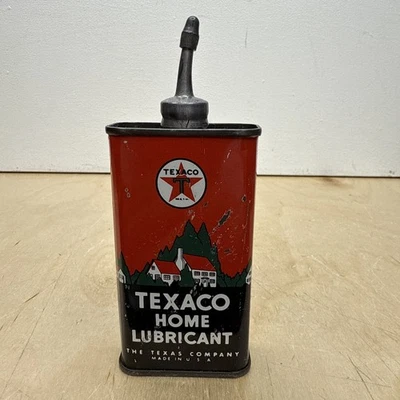 TEXACO
T
TEXACO
HOME
LUBRICANT
THE TEXAS COMPANY
MADE IN U.S.A